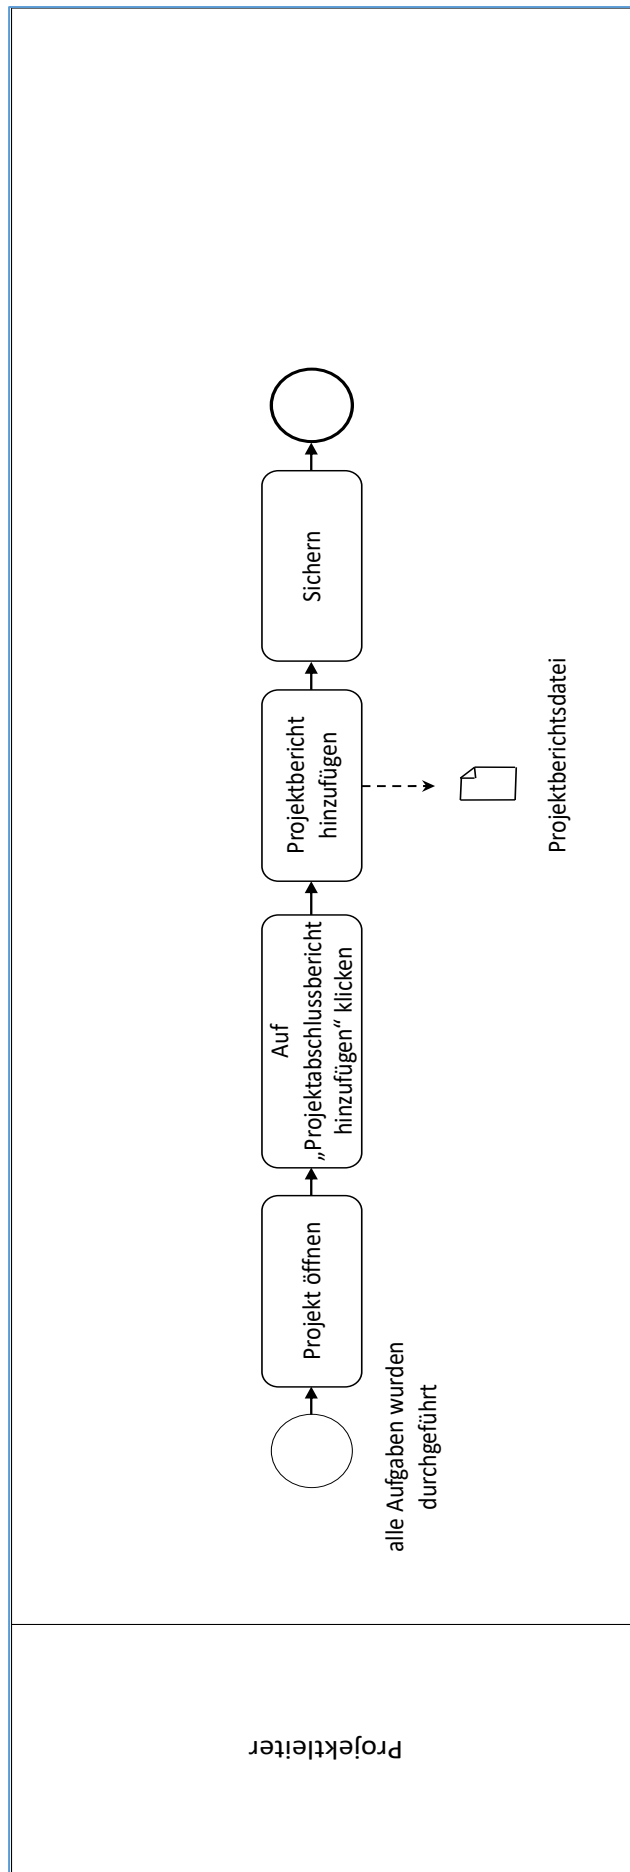 Projektleiter
alle Aufgaben wurden
durchgeführt
Projekt öffnen
Auf
„Projektabschlussbericht
hinzufügen“ klicken
Projektbericht
hinzufügen
Projektberichtsdatei
Sichern